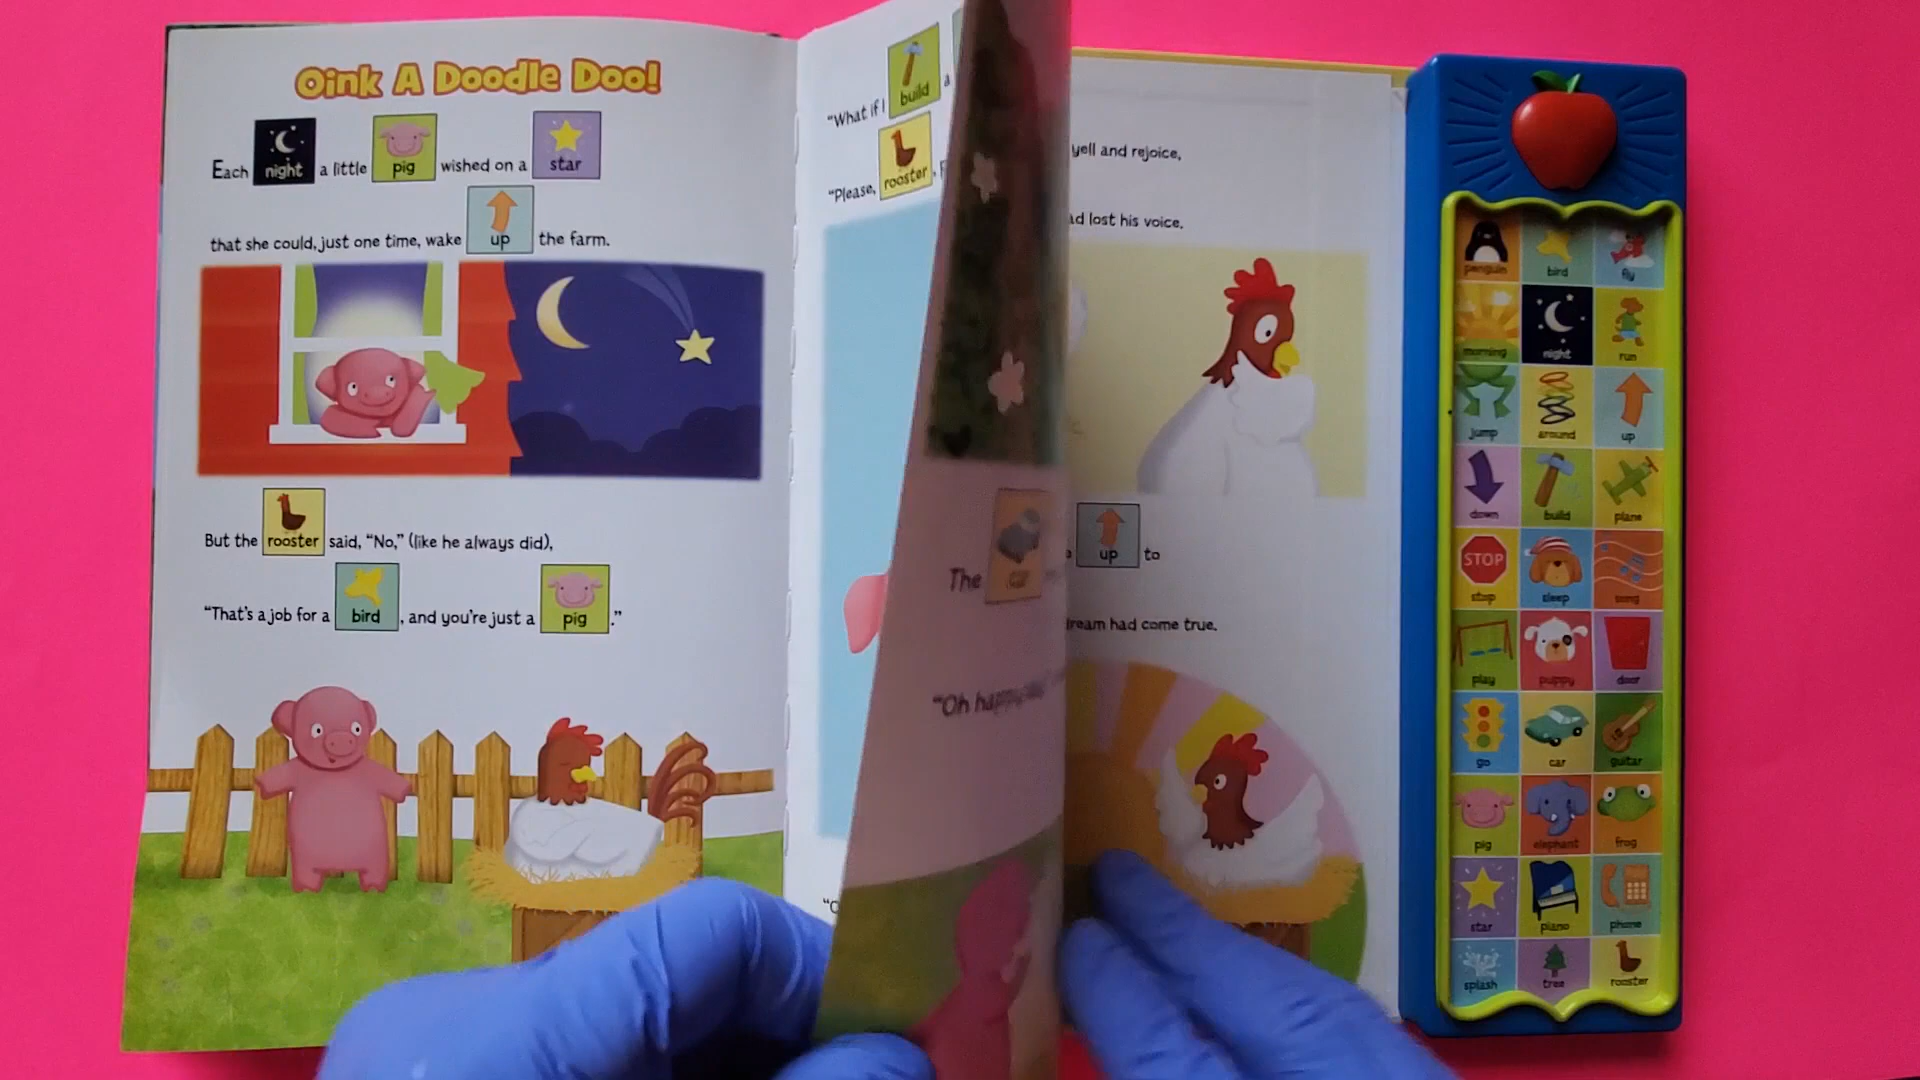 Oink A Doodle Doo!
Each night a little pig wished on a star
that she could, just one time, wake up the farm.
But the rooster said, “No,” (like he always did),
“That’s a job for a bird, and you’re just a pig.”
“What if I build a
“Please, rooster,
The
“Oh happy
yell and rejoice,
lost his voice.
up to
dream had come true.
penguin bird fly
morning night run
jump around up
down build plane
STOP
stop sleep song
play puppy door
go car guitar
pig elephant frog
star piano phone
splash tree rooster